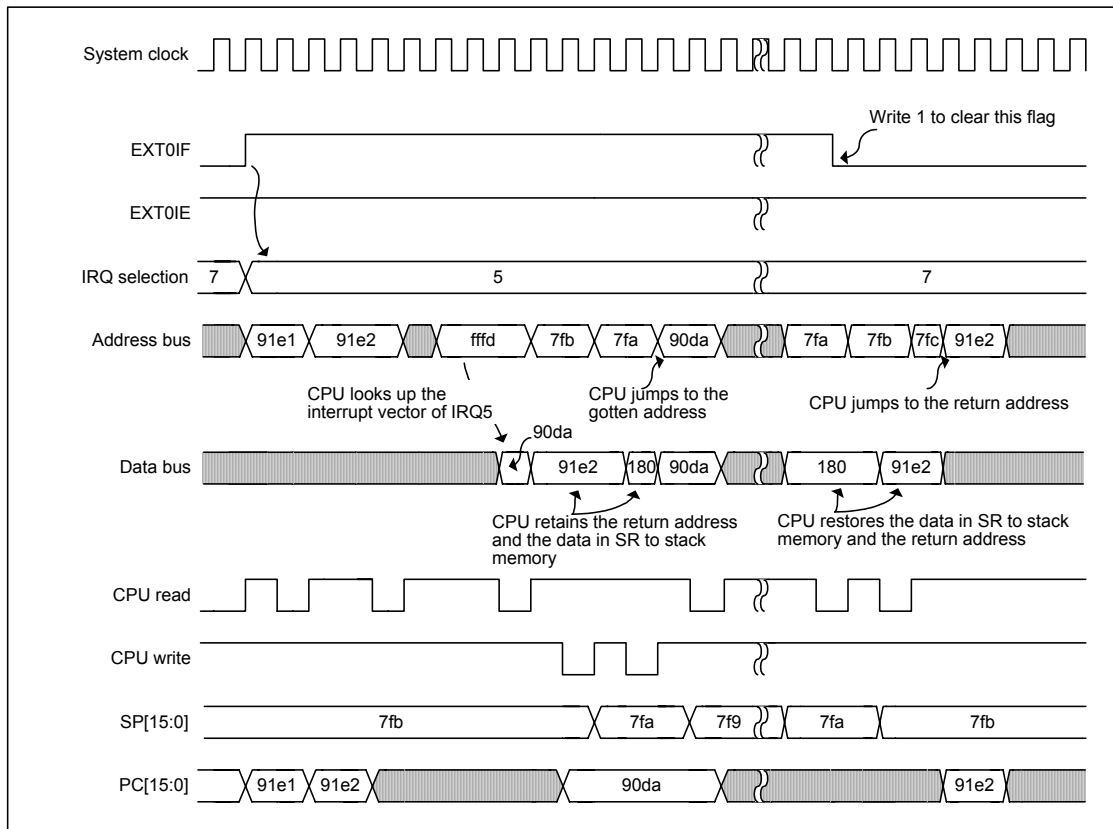 System clock
Write 1 to clear this flag
EXT0IF
EXT0IE
IRQ selection
7
5
7
Address bus
91e1
91e2
fffd
7fb
7fa
90da
7fa
7fb
7fc
91e2
CPU looks up the
interrupt vector of IRQ5
CPU jumps to the
gotten address
CPU jumps to the return address
90da
Data bus
91e2
180
90da
180
91e2
CPU retains the return address
and the data in SR to stack
memory
CPU restores the data in SR to stack
memory and the return address
CPU read
CPU write
SP[15:0]
7fb
7fa
7f9
7fa
7fb
PC[15:0]
91e1
91e2
90da
91e2